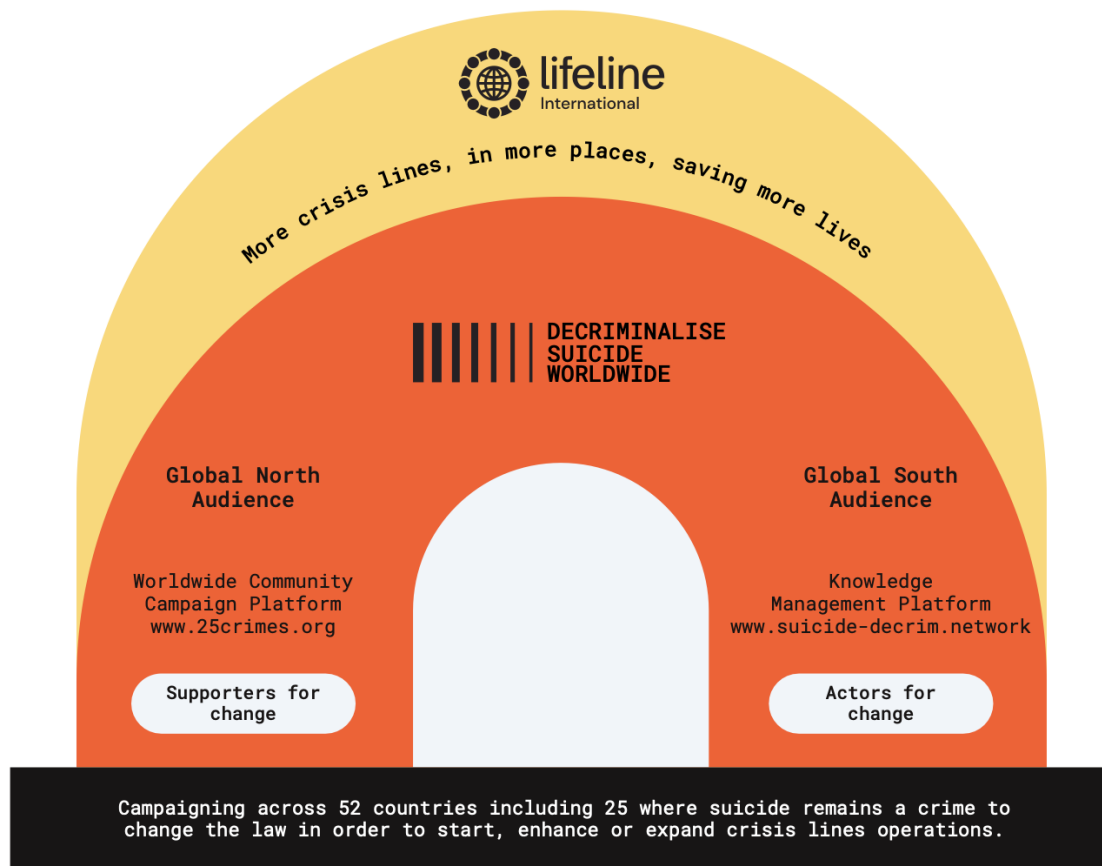 lifeline
International
More crisis lines, in more places, saving more lives
DECRIMINALISE
SUICIDE
WORLDWIDE
Global North
Audience
Worldwide Community
Campaign Platform
www.25crimes.org
Supporters for
change
Global South
Audience
Knowledge
Management Platform
www.suicide-decrim.network
Actors for
change
Campaigning across 52 countries including 25 where suicide remains a crime to
change the law in order to start, enhance or expand crisis lines operations.